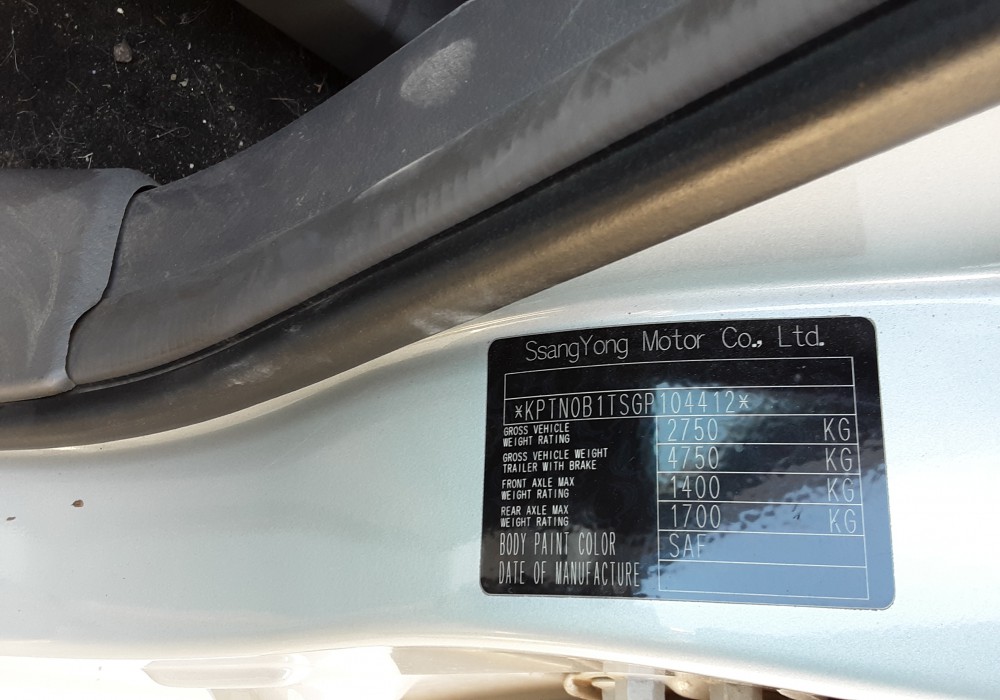 SsangYong Motor Co., Ltd.
*KPTN0B1TSGP104412*
GROSS VEHICLE
WEIGHT RATING 2750 KG
GROSS VEHICLE WEIGHT
TRAILER WITH BRAKE 4750 KG
FRONT AXLE MAX
WEIGHT RATING 1400 KG
REAR AXLE MAX
WEIGHT RATING 1700 KG
BODY PAINT COLOR SAF
DATE OF MANUFACTURE